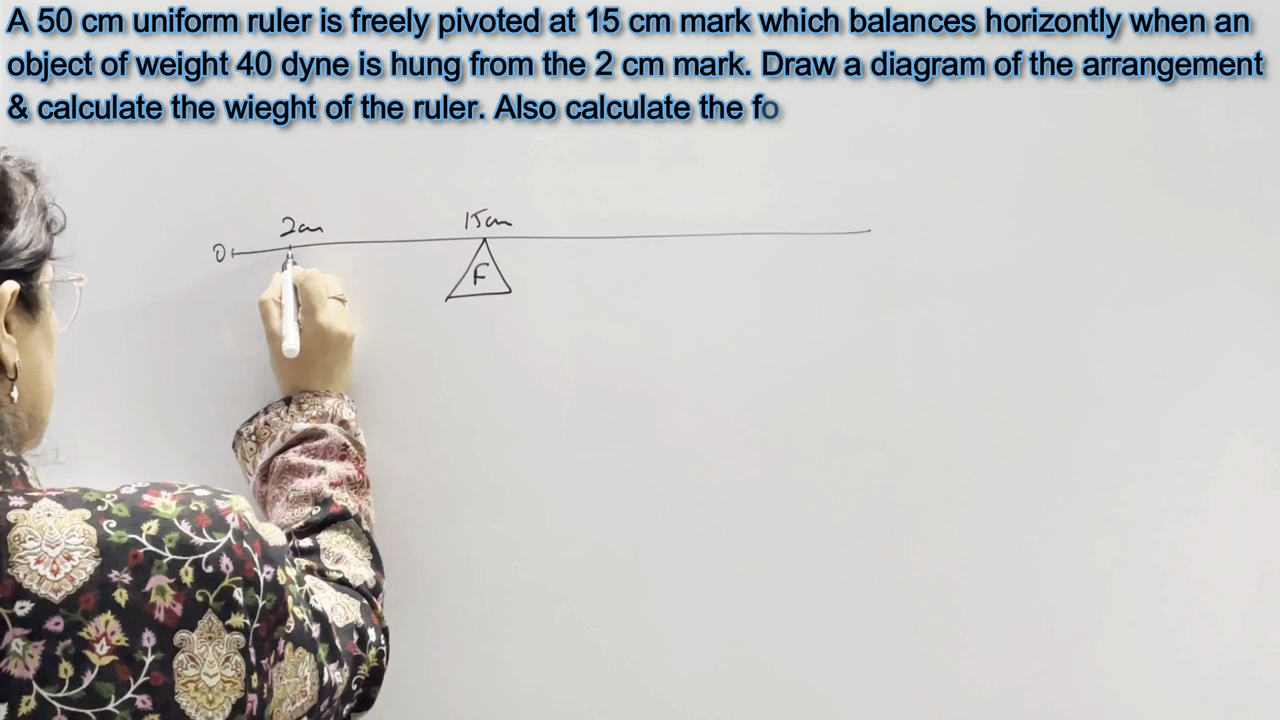 A 50 cm uniform ruler is freely pivoted at 15 cm mark which balances horizontly when an
object of weight 40 dyne is hung from the 2 cm mark. Draw a diagram of the arrangement
& calculate the wieght of the ruler. Also calculate the fo
2cm 15cm
0
F